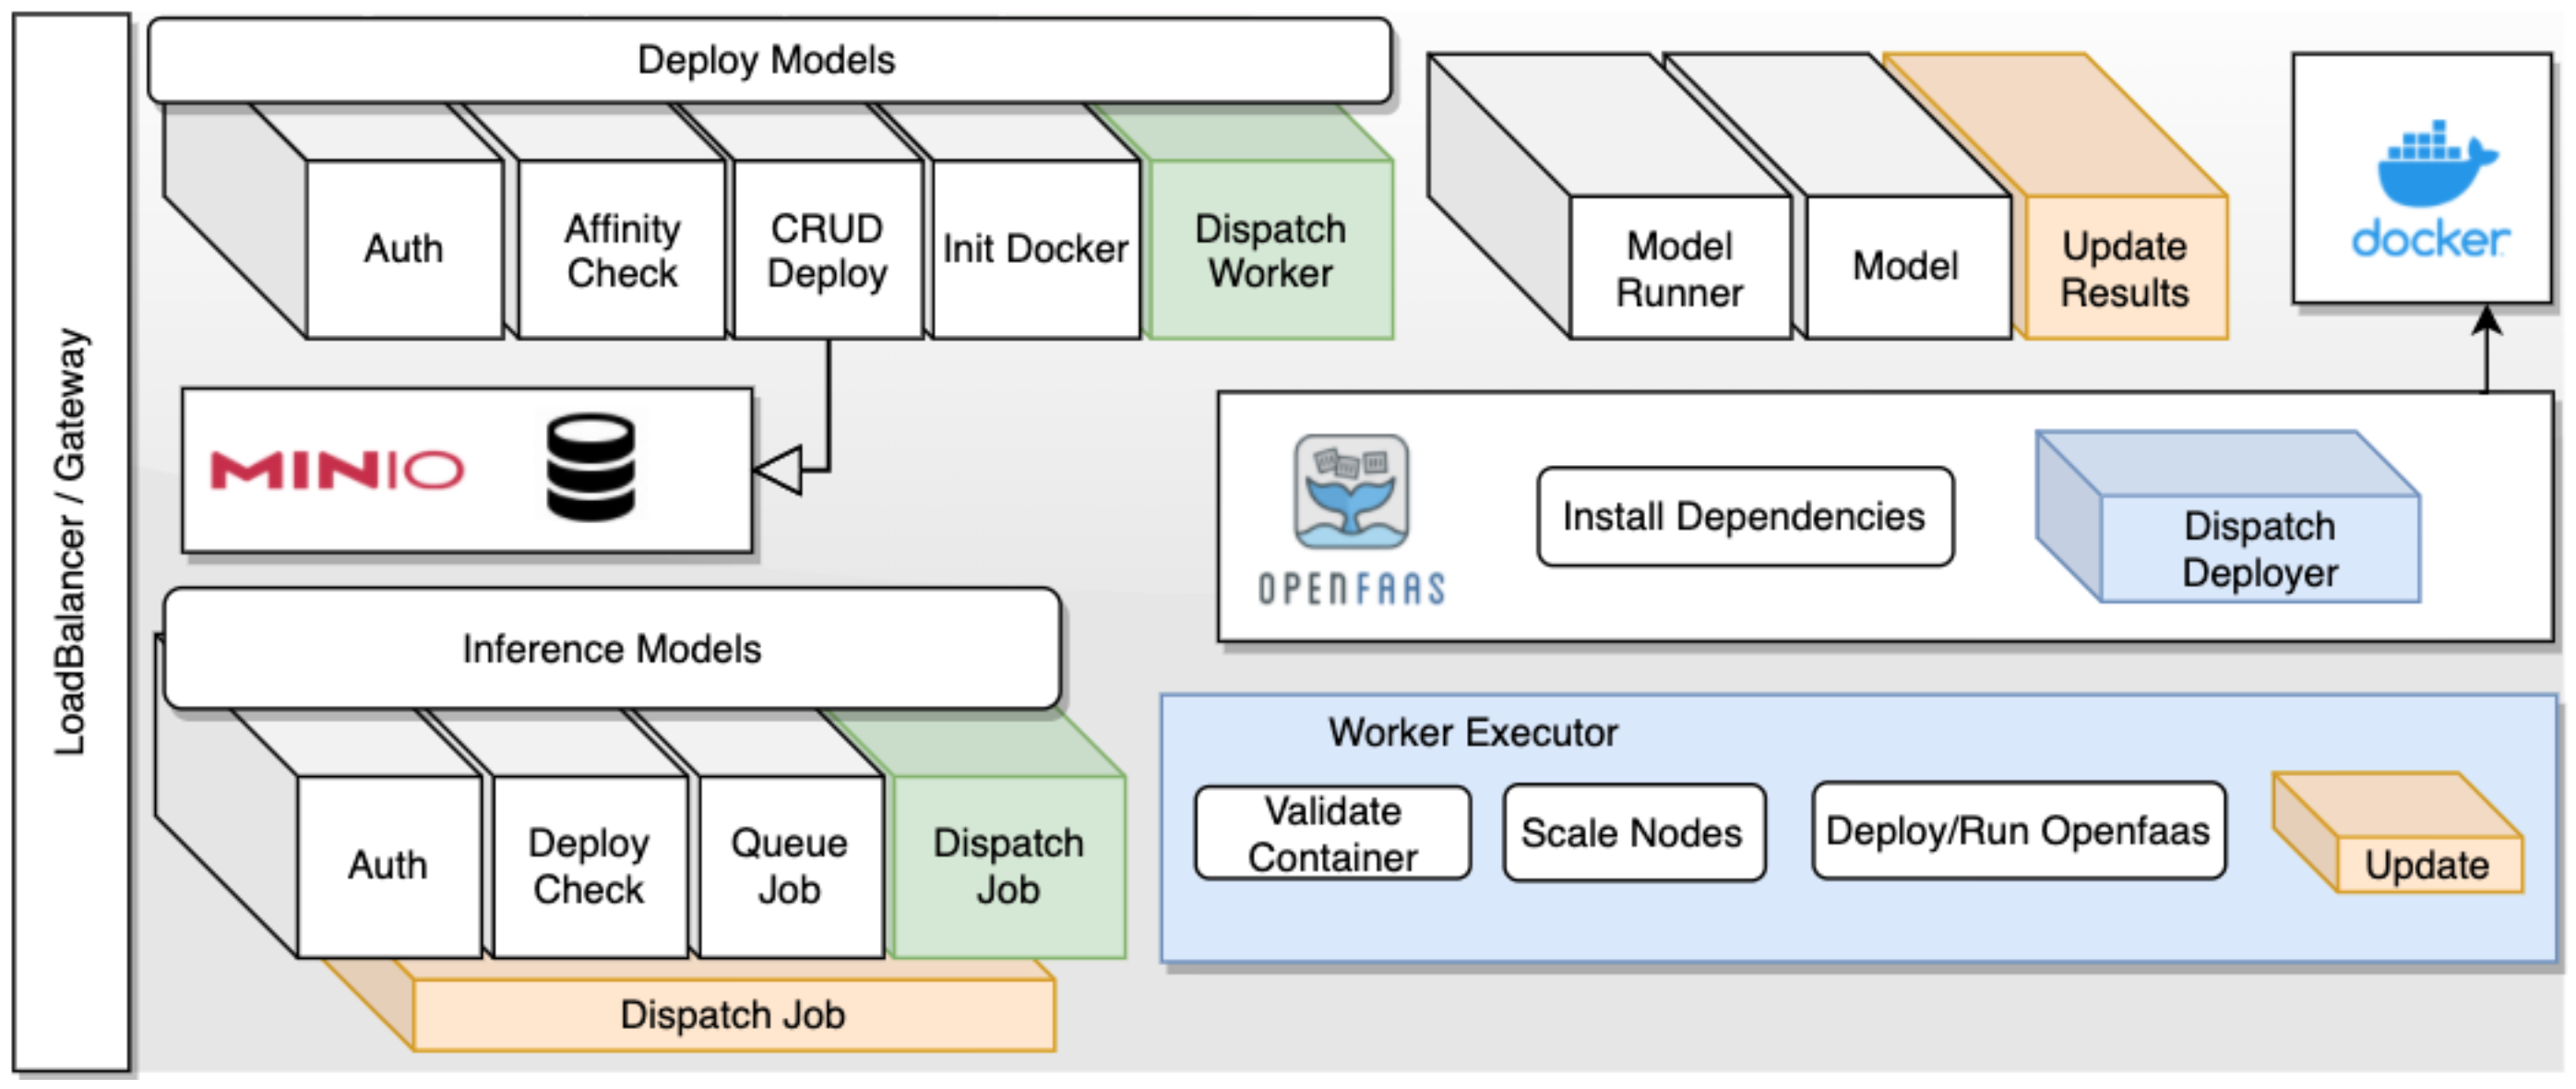 LoadBalancer / Gateway
Deploy Models
Auth
Affinity
Check
CRUD
Deploy
Init Docker
Dispatch
Worker
Model
Runner
Model
Update
Results
docker
MINIO
OPENFAAS
Install Dependencies
Dispatch
Deployer
Inference Models
Auth
Deploy
Check
Queue
Job
Dispatch
Job
Dispatch Job
Worker Executor
Validate
Container
Scale Nodes
Deploy/Run Openfaas
Update